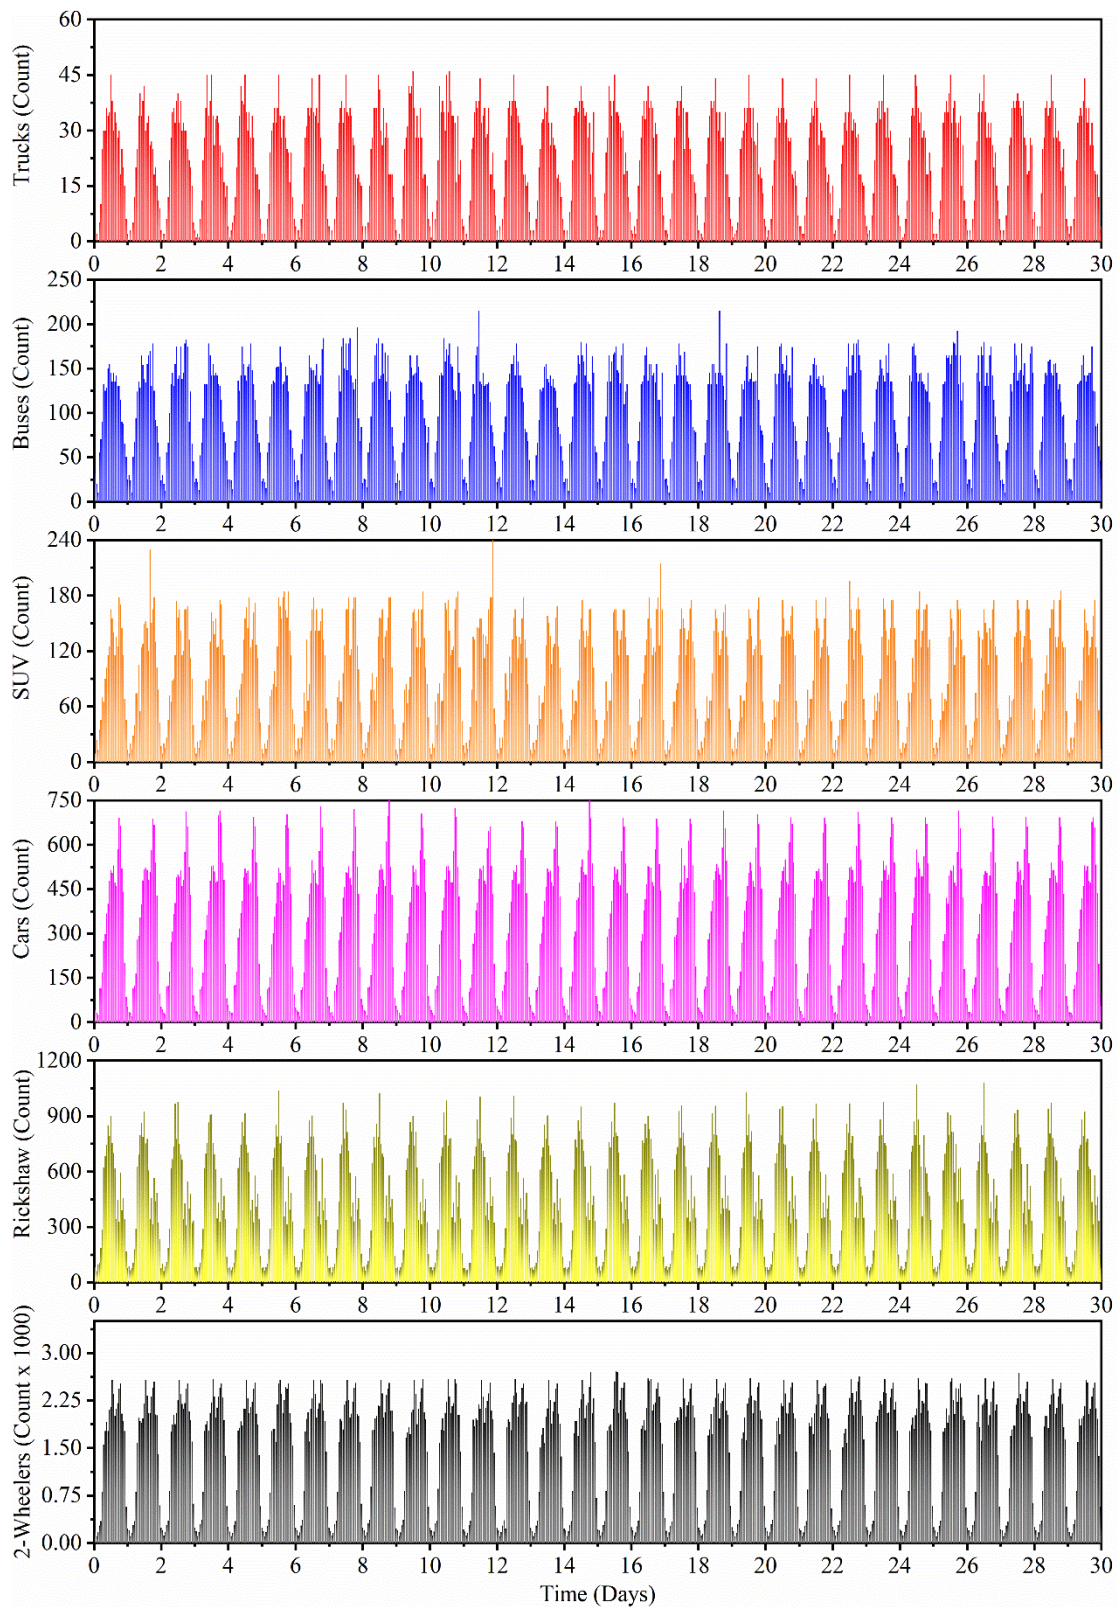 Trucks (Count)
60
45
30
15
0
0 2 4 6 8 10 12 14 16 18 20 22 24 26 28 30
Buses (Count)
250
200
150
100
50
0
0 2 4 6 8 10 12 14 16 18 20 22 24 26 28 30
SUV (Count)
240
180
120
60
0
0 2 4 6 8 10 12 14 16 18 20 22 24 26 28 30
Cars (Count)
750
600
450
300
150
0
0 2 4 6 8 10 12 14 16 18 20 22 24 26 28 30
Rickshaw (Count)
1200
900
600
300
0
0 2 4 6 8 10 12 14 16 18 20 22 24 26 28 30
2-Wheelers (Count x 1000)
3.00
2.25
1.50
0.75
0.00
0 2 4 6 8 10 12 14 16 18 20 22 24 26 28 30
Time (Days)